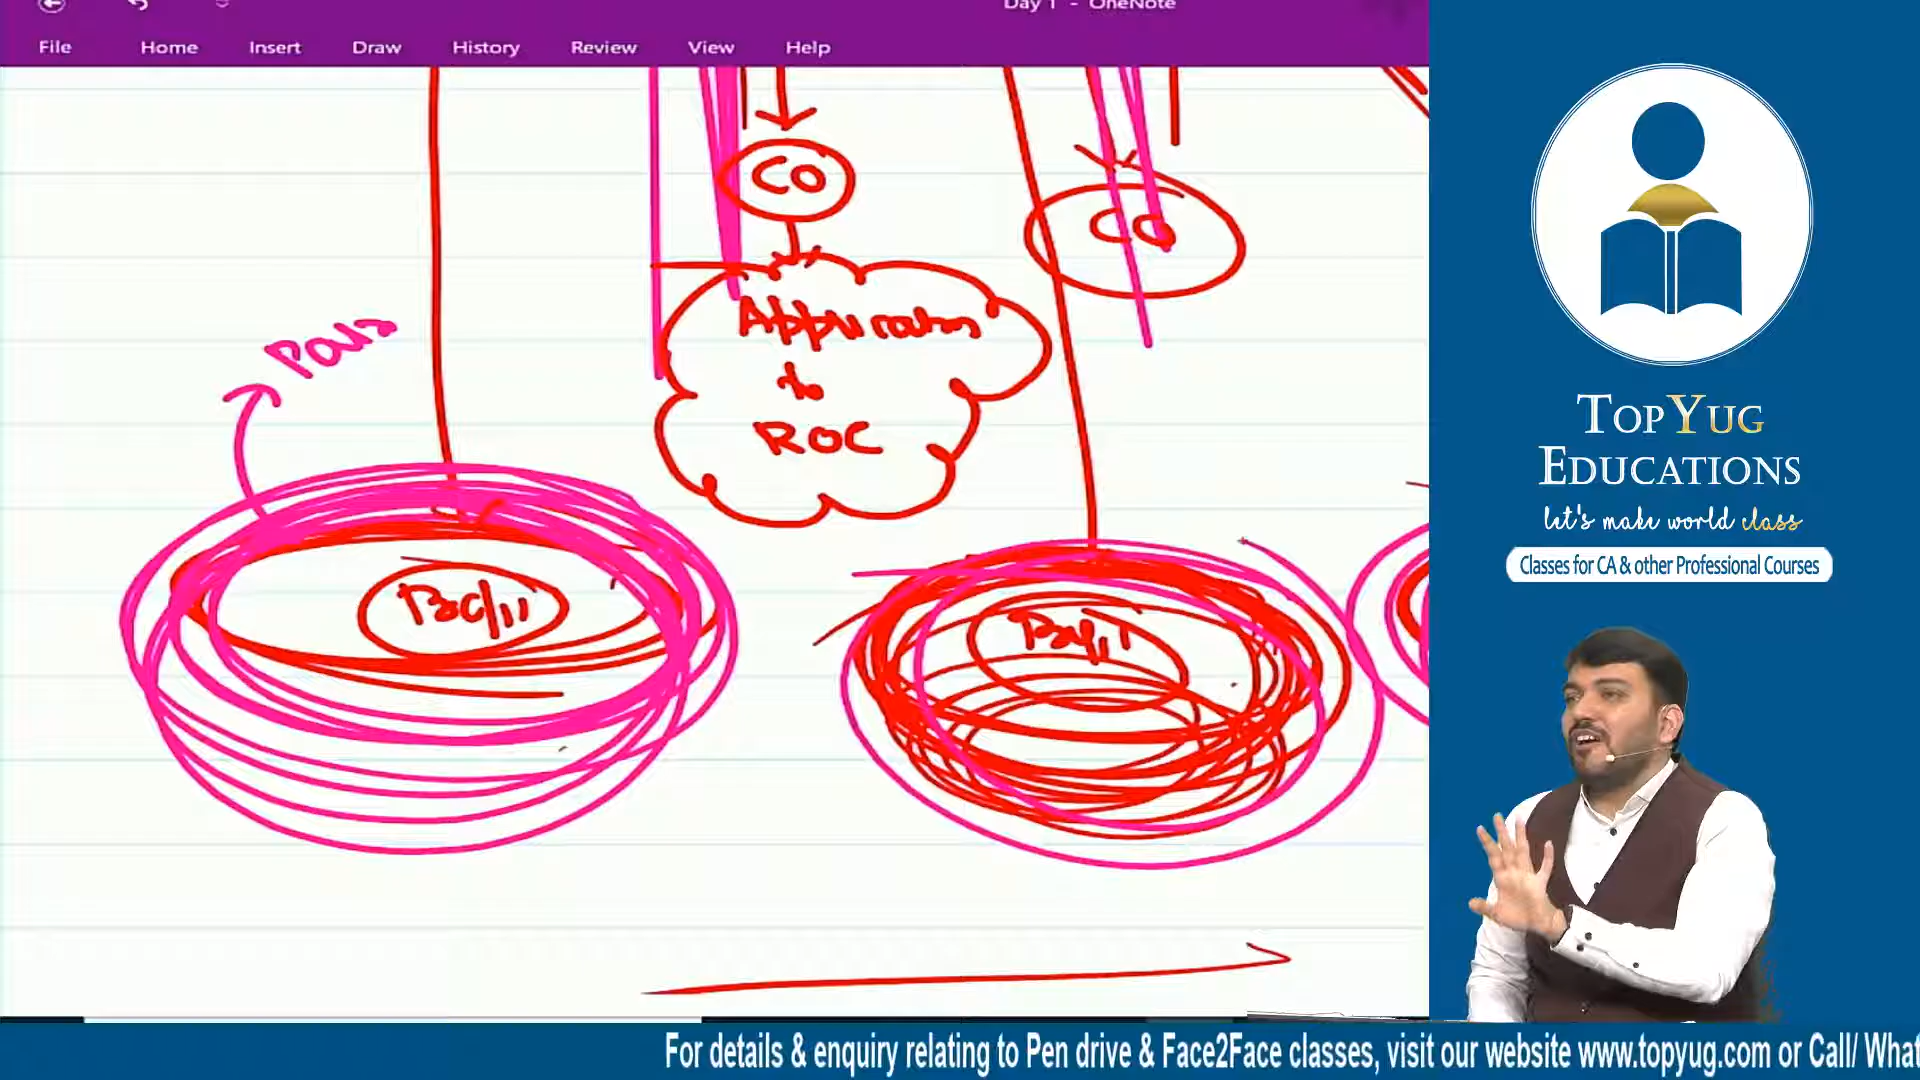 Day 1 - OneNote
File Home Insert Draw History Review View Help
CO
CO
Application
to
ROC
TOPYUG
EDUCATIONS
let's make world class
Classes for CA & other Professional Courses
For details & enquiry relating to Pen drive & Face2Face classes, visit our website www.topyug.com or Call/ What